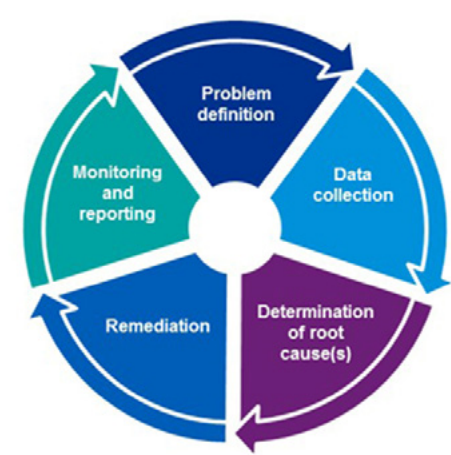 Problem
definition
Data
collection
Determination
of root
cause(s)
Remediation
Monitoring
and
reporting